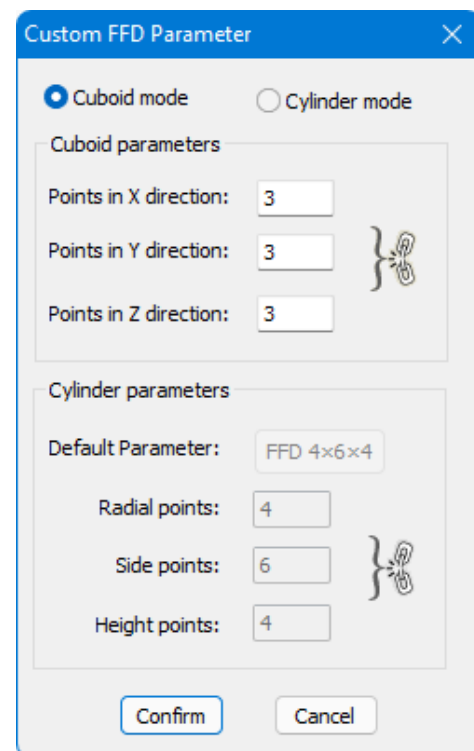 Custom FFD Parameter
Cuboid mode Cylinder mode
Cuboid parameters
Points in X direction: 3
Points in Y direction: 3
Points in Z direction: 3
Cylinder parameters
Default Parameter: FFD 4×6×4
Radial points: 4
Side points: 6
Height points: 4
Confirm Cancel